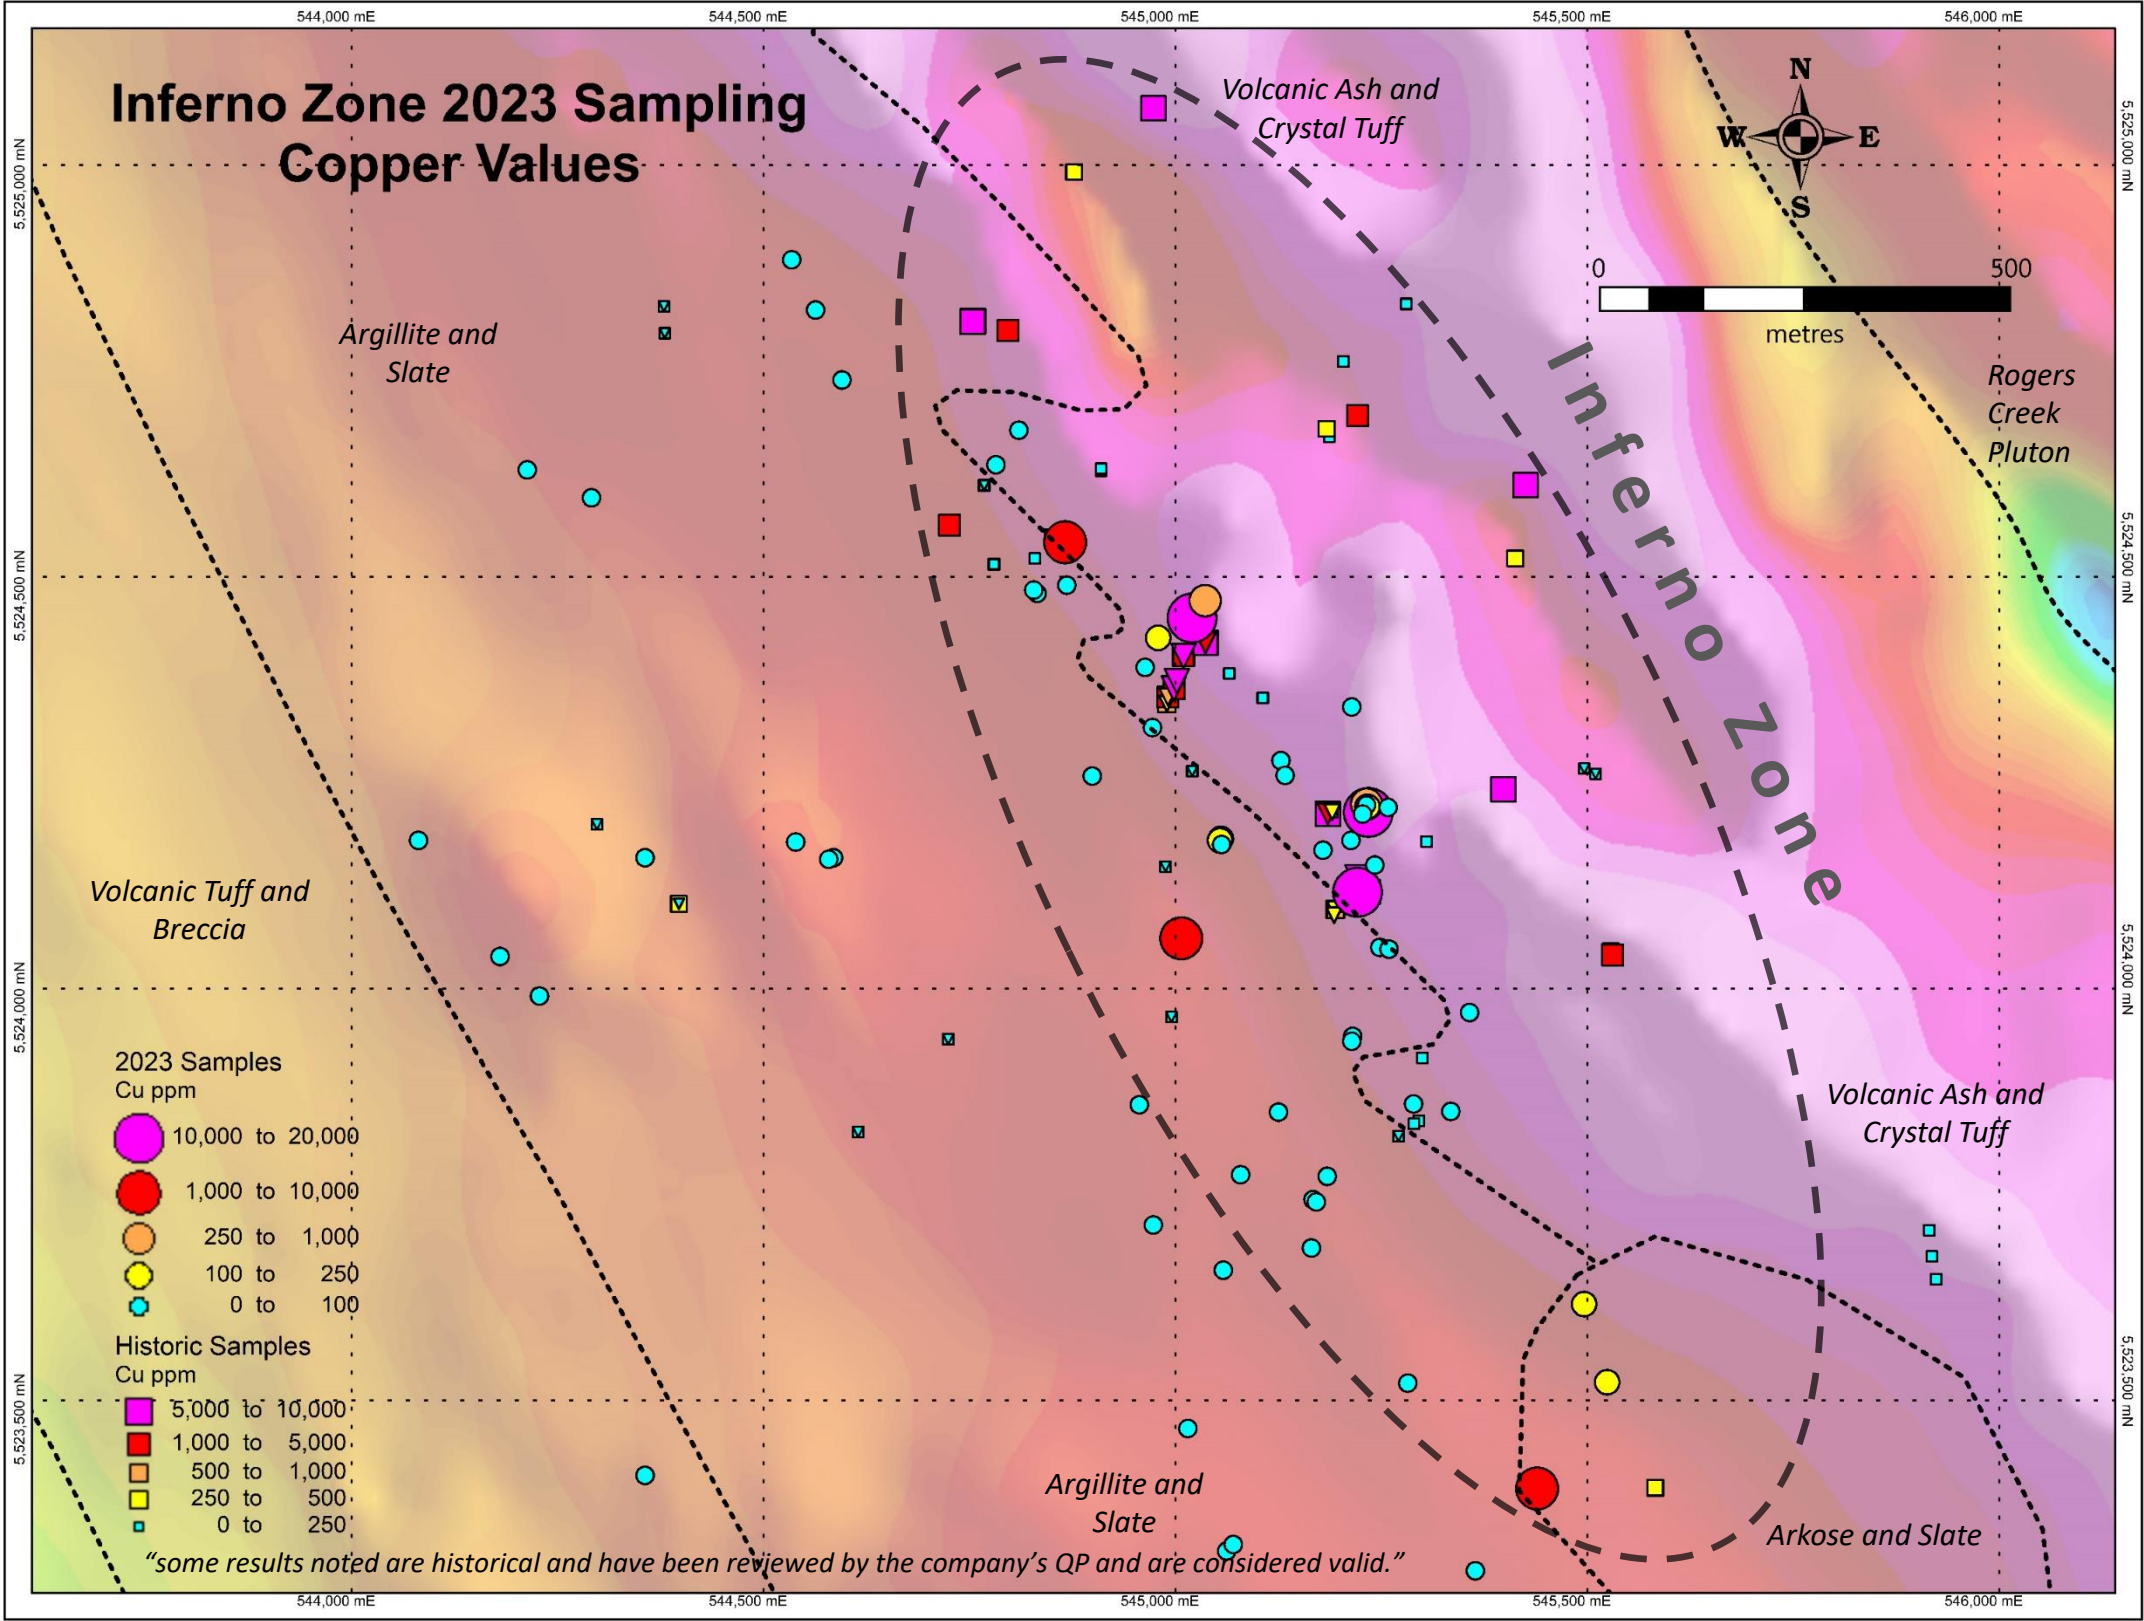 544,000 mE
544,500 mE
545,000 mE
545,500 mE
546,000 mE
Inferno Zone 2023 Sampling
Copper Values
Volcanic Ash and
Crystal Tuff
N
W
E
S
5,525,000 mN
5,525,000 mN
0
500
metres
Argillite and
Slate
Rogers
Creek
Pluton
Inferno Zone
5,524,500 mN
5,524,500 mN
Volcanic Tuff and
Breccia
5,524,000 mN
5,524,000 mN
2023 Samples
Cu ppm
10,000 to 20,000
1,000 to 10,000
250 to 1,000
100 to 250
0 to 100
Volcanic Ash and
Crystal Tuff
Historic Samples
Cu ppm
5,000 to 10,000
1,000 to 5,000
500 to 1,000
250 to 500
0 to 250
5,523,500 mN
5,523,500 mN
Argillite and
Slate
Arkose and Slate
“some results noted are historical and have been reviewed by the company’s QP and are considered valid.”
544,000 mE
544,500 mE
545,000 mE
545,500 mE
546,000 mE